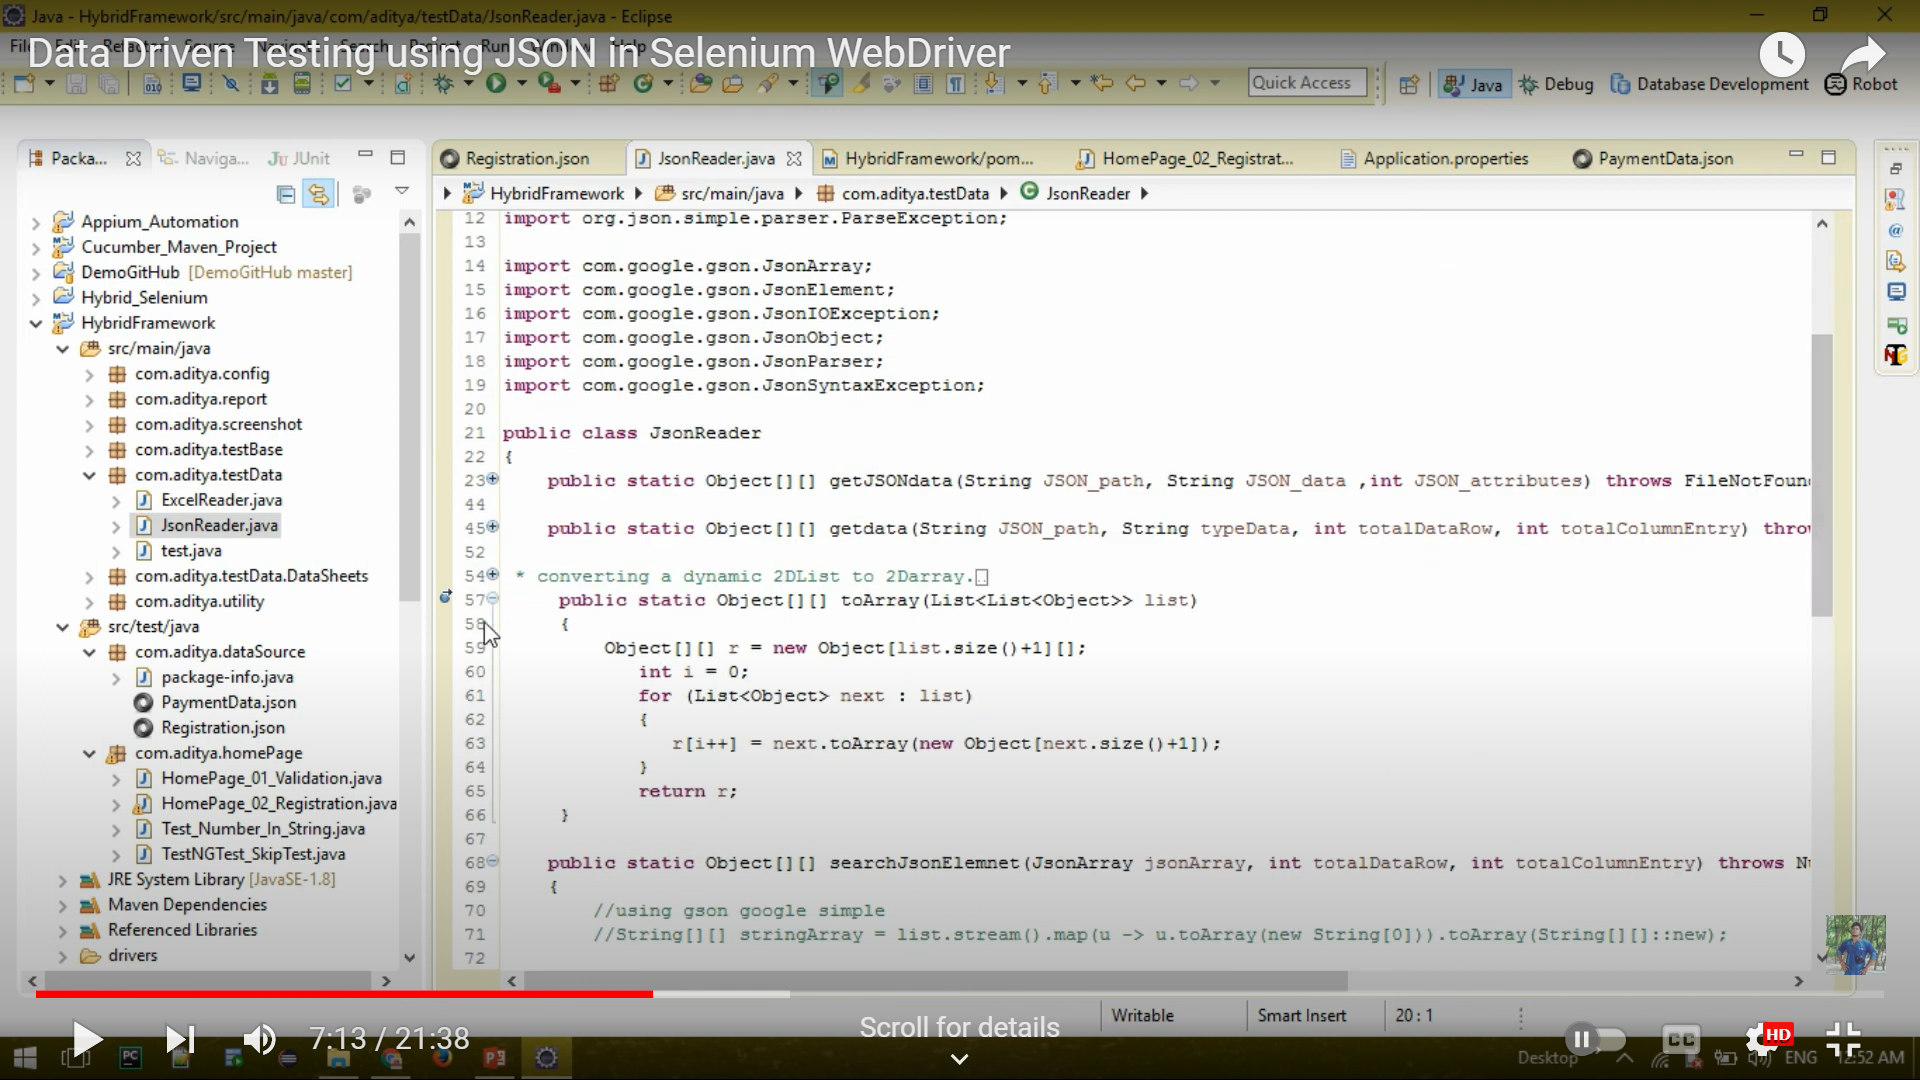 Java - HybridFramework/src/main/java/com/aditya/testData/JsonReader.java - Eclipse
Data Driven Testing using JSON in Selenium WebDriver
Quick Access
Java
Debug
Database Development
Robot
Packa...
Naviga...
JUnit
Registration.json
JsonReader.java
HybridFramework/pom...
HomePage_02_Registrat...
Application.properties
PaymentData.json
HybridFramework
src/main/java
com.aditya.testData
JsonReader
Appium_Automation
Cucumber_Maven_Project
DemoGitHub [DemoGitHub master]
Hybrid_Selenium
HybridFramework
src/main/java
com.aditya.config
com.aditya.report
com.aditya.screenshot
com.aditya.testBase
com.aditya.testData
ExcelReader.java
JsonReader.java
test.java
com.aditya.testData.DataSheets
com.aditya.utility
src/test/java
com.aditya.dataSource
package-info.java
PaymentData.json
Registration.json
com.aditya.homePage
HomePage_01_Validation.java
HomePage_02_Registration.java
Test_Number_In_String.java
TestNGTest_SkipTest.java
JRE System Library [JavaSE-1.8]
Maven Dependencies
Referenced Libraries
drivers
12 import org.json.simple.parser.ParseException;
13
14 import com.google.gson.JsonArray;
15 import com.google.gson.JsonElement;
16 import com.google.gson.JsonIOException;
17 import com.google.gson.JsonObject;
18 import com.google.gson.JsonParser;
19 import com.google.gson.JsonSyntaxException;
20
21 public class JsonReader
22 {
23 public static Object[][] getJSONdata(String JSON_path, String JSON_data ,int JSON_attributes) throws FileNotFoun
44
45 public static Object[][] getdata(String JSON_path, String typeData, int totalDataRow, int totalColumnEntry) throw
52
54 * converting a dynamic 2DList to 2Darray.
57 public static Object[][] toArray(List<List<Object>> list)
58 {
59 Object[][] r = new Object[list.size()+1][];
60 int i = 0;
61 for (List<Object> next : list)
62 {
63 r[i++] = next.toArray(new Object[next.size()+1]);
64 }
65 return r;
66 }
67
68 public static Object[][] searchJsonElemnet(JsonArray jsonArray, int totalDataRow, int totalColumnEntry) throws Nu
69 {
70 //using gson google simple
71 //String[][] stringArray = list.stream().map(u -> u.toArray(new String[0])).toArray(String[][]::new);
72
Writable
Smart Insert
20 : 1
7:13 / 21:38
Scroll for details
CC
HD
Desktop
ENG
12:52 AM